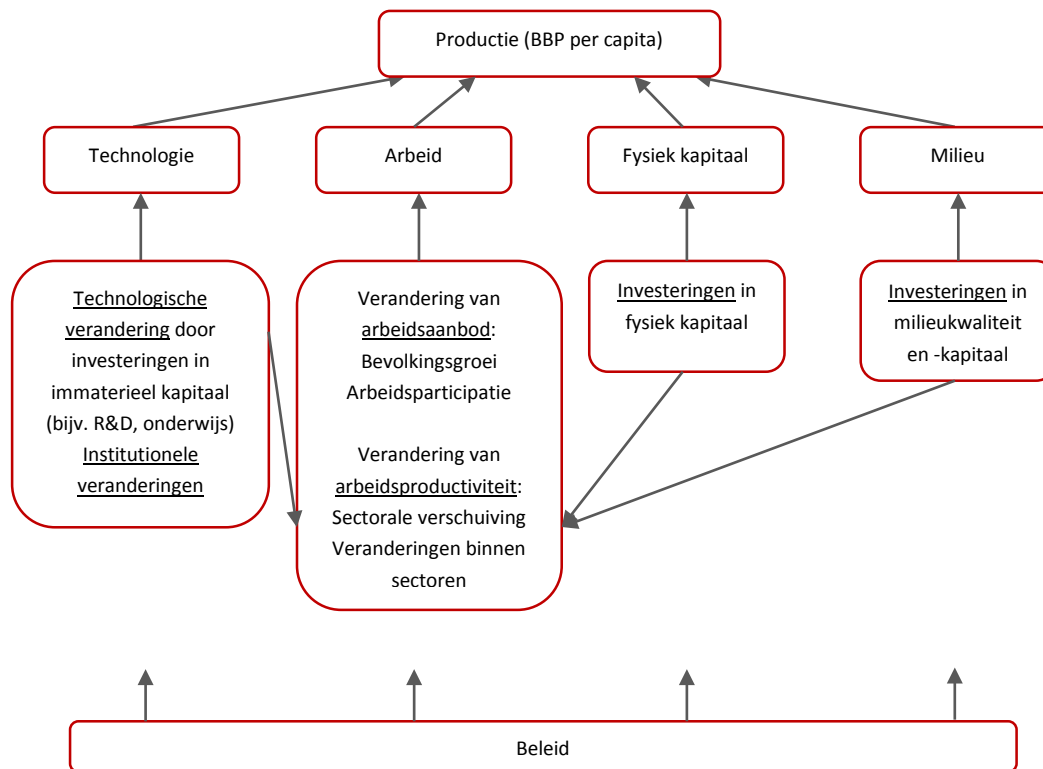 Productie (BBP per capita)
Technologie
Arbeid
Fysiek kapitaal
Milieu
Technologische
verandering door
investeringen in
immaterieel kapitaal
(bijv. R&D, onderwijs)
Institutionele
veranderingen
Verandering van
arbeidsaanbod:
Bevolkingsgroei
Arbeidsparticipatie
Verandering van
arbeidsproductiviteit:
Sectorale verschuiving
Veranderingen binnen
sectoren
Investeringen in
fysiek kapitaal
Investeringen in
milieukwaliteit
en -kapitaal
Beleid